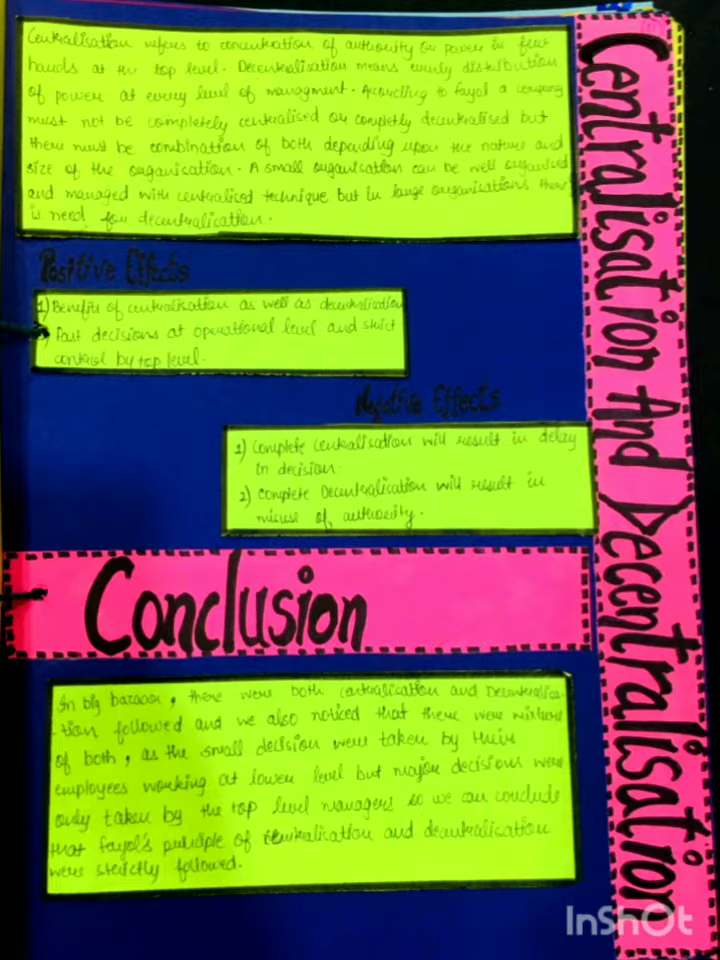 Centralisation And Decentralisation
Centralisation refers to concentration of authority or power in few
hands at the top level. Decentralisation means evenly distribution
of power at every level of managment. According to fayol a company
must not be completely centralised or completly decentralised but
there must be combination of both depending upon the nature and
size of the organisation. A small organisation can be well organised
and managed with centralised technique but in large organisations there
is need for decentralisation.
Positive Effects
1) Benefits of centralisation as well as decentralisation
Fast decisions at operational level and strict
control by top level.
Negative Effects
1) Complete Centralisation will result in delay
in decision.
2) Complete Decentralisation will result in
misuse of authority.
Conclusion
In big bazaar, there were both centralisation and Decentralisa-
-tion followed and we also noticed that there were mixture
of both, as the small decision were taken by their
employees working at lower level but major decisions were
only taken by the top level managers so we can conclude
that fayol's principle of centralisation and decentralisation
were strictly followed.
InShOt